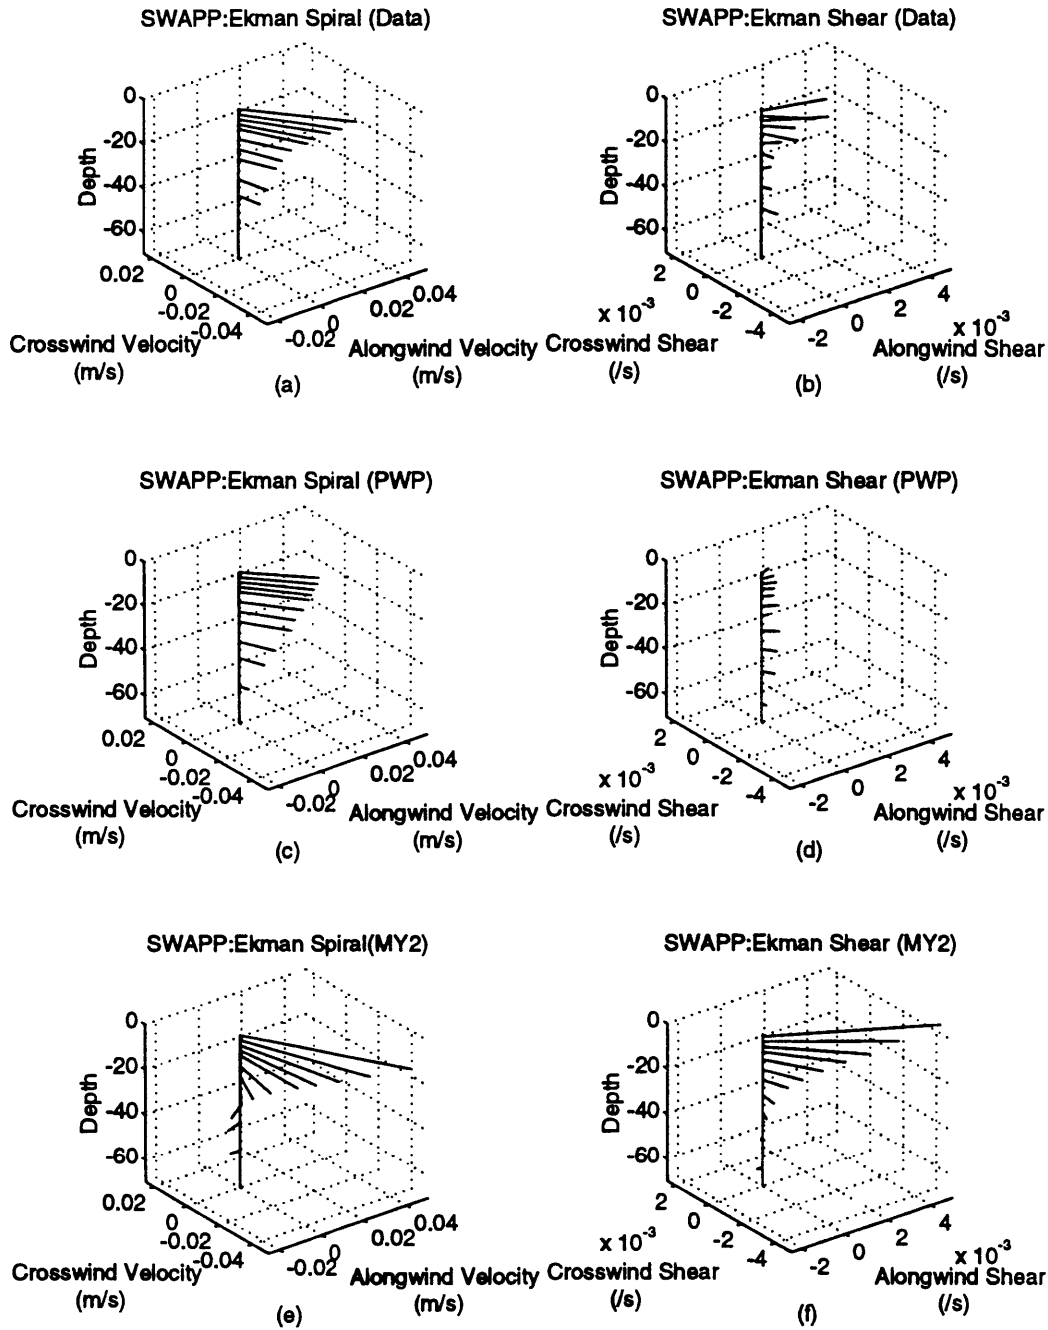 SWAPP:Ekman Spiral (Data)
0
-20
-40
-60
Depth
0.02
0
-0.02
-0.04
-0.02
0
0.02
0.04
Crosswind Velocity
(m/s)
Alongwind Velocity
(m/s)
(a)
SWAPP:Ekman Shear (Data)
0
-20
-40
-60
Depth
2
0
-2
-4
-2
0
2
4
x 10-3
x 10-3
Crosswind Shear
(/s)
Alongwind Shear
(/s)
(b)
SWAPP:Ekman Spiral (PWP)
0
-20
-40
-60
Depth
0.02
0
-0.02
-0.04
-0.02
0
0.02
0.04
Crosswind Velocity
(m/s)
Alongwind Velocity
(m/s)
(c)
SWAPP:Ekman Shear (PWP)
0
-20
-40
-60
Depth
2
0
-2
-4
-2
0
2
4
x 10-3
x 10-3
Crosswind Shear
(/s)
Alongwind Shear
(/s)
(d)
SWAPP:Ekman Spiral(MY2)
0
-20
-40
-60
Depth
0.02
0
-0.02
-0.04
-0.02
0
0.02
0.04
Crosswind Velocity
(m/s)
Alongwind Velocity
(m/s)
(e)
SWAPP:Ekman Shear (MY2)
0
-20
-40
-60
Depth
2
0
-2
-4
-2
0
2
4
x 10-3
x 10-3
Crosswind Shear
(/s)
Alongwind Shear
(/s)
(f)